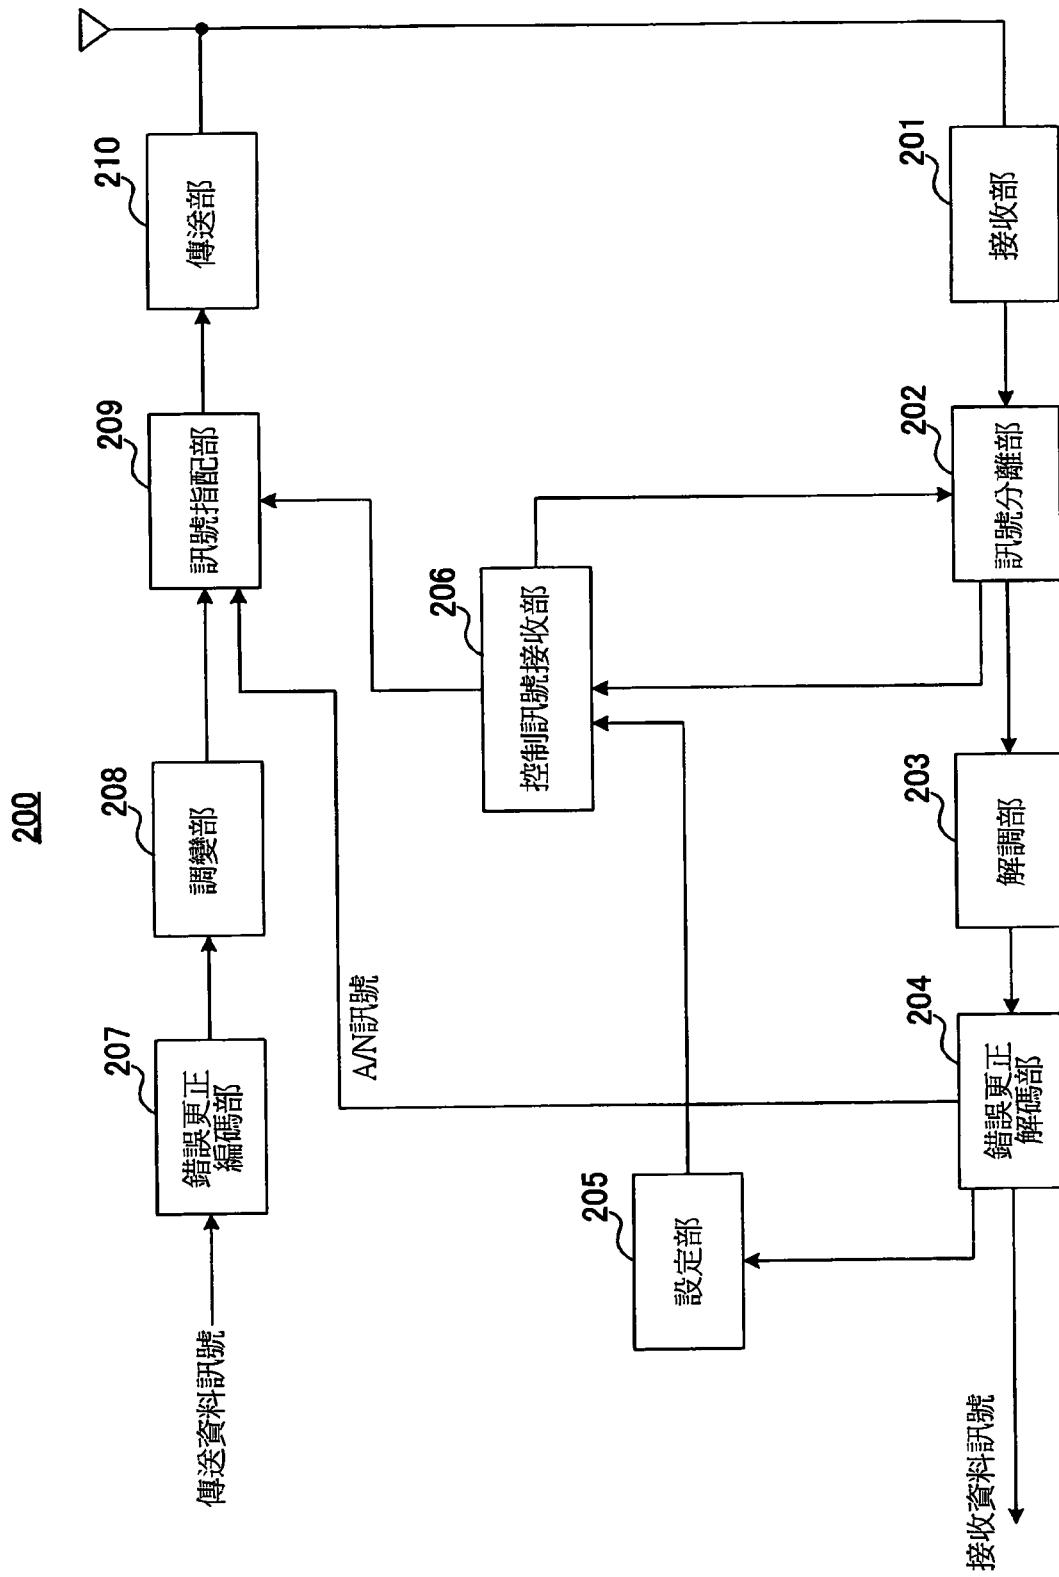 200
傳送資料訊號
207
錯誤更正
編碼部
208
調變部
209
訊號指配部
210
傳送部
A/N訊號
206
控制訊號接收部
205
設定部
接收資料訊號
204
錯誤更正
解碼部
203
解調部
202
訊號分離部
201
接收部